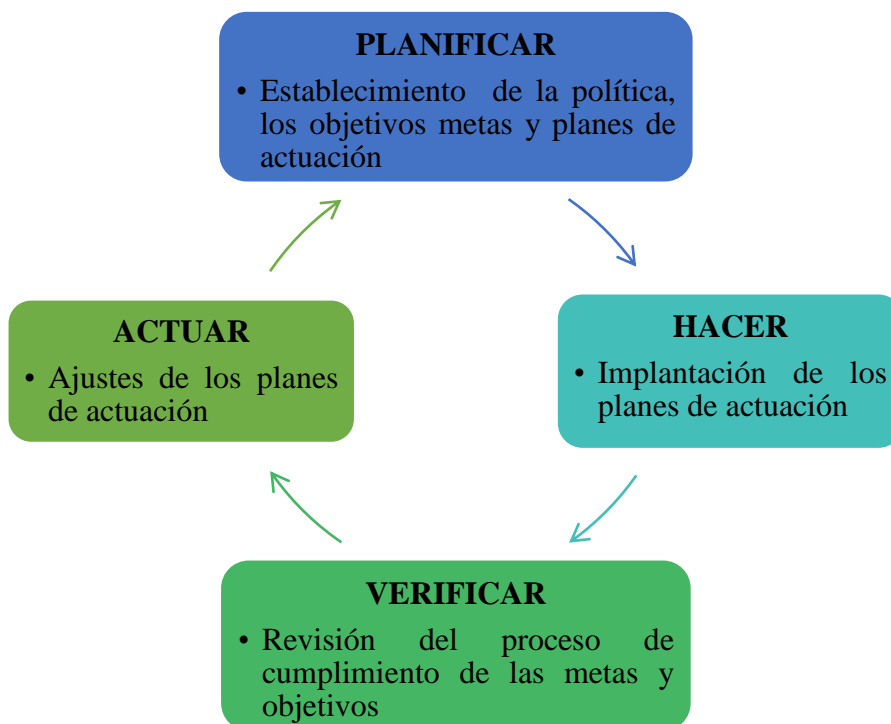 PLANIFICAR
• Establecimiento de la política,
los objetivos metas y planes de
actuación
HACER
• Implantación de los
planes de actuación
VERIFICAR
• Revisión del proceso de
cumplimiento de las metas y
objetivos
ACTUAR
• Ajustes de los planes
de actuación